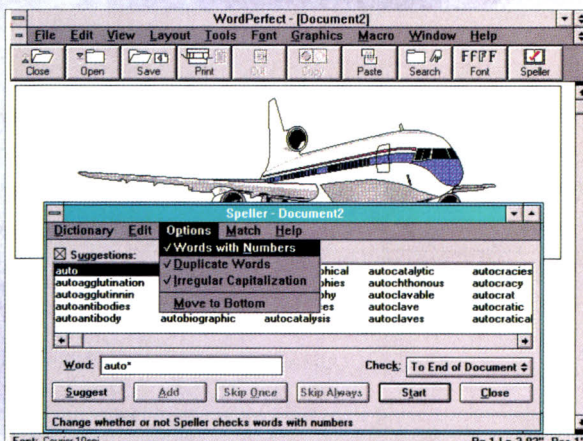 WordPerfect - [Document2]
File Edit View Layout Tools Font Graphics Macro Window Help
FfFF
Close Open Save Print Cut Copy Paste Search Font Speller
Speller - Document2
Dictionary Edit Options Match Help
Suggestions:
Words with Numbers
Duplicate Words
Irregular Capitalization
Move to Bottom
auto autocatalytic autocracies
autoagglutination autochthonous autocracy
autoagglutinnin autoclavable autocrat
autoantibodies autoclave autocratic
autoantibody autobiographic autocatalysis autoclaves autocratical
Word: auto* Check: To End of Document
Suggest Add Skip Once Skip Always Start Close
Change whether or not Speller checks words with numbers
Font: Courier 10cpi